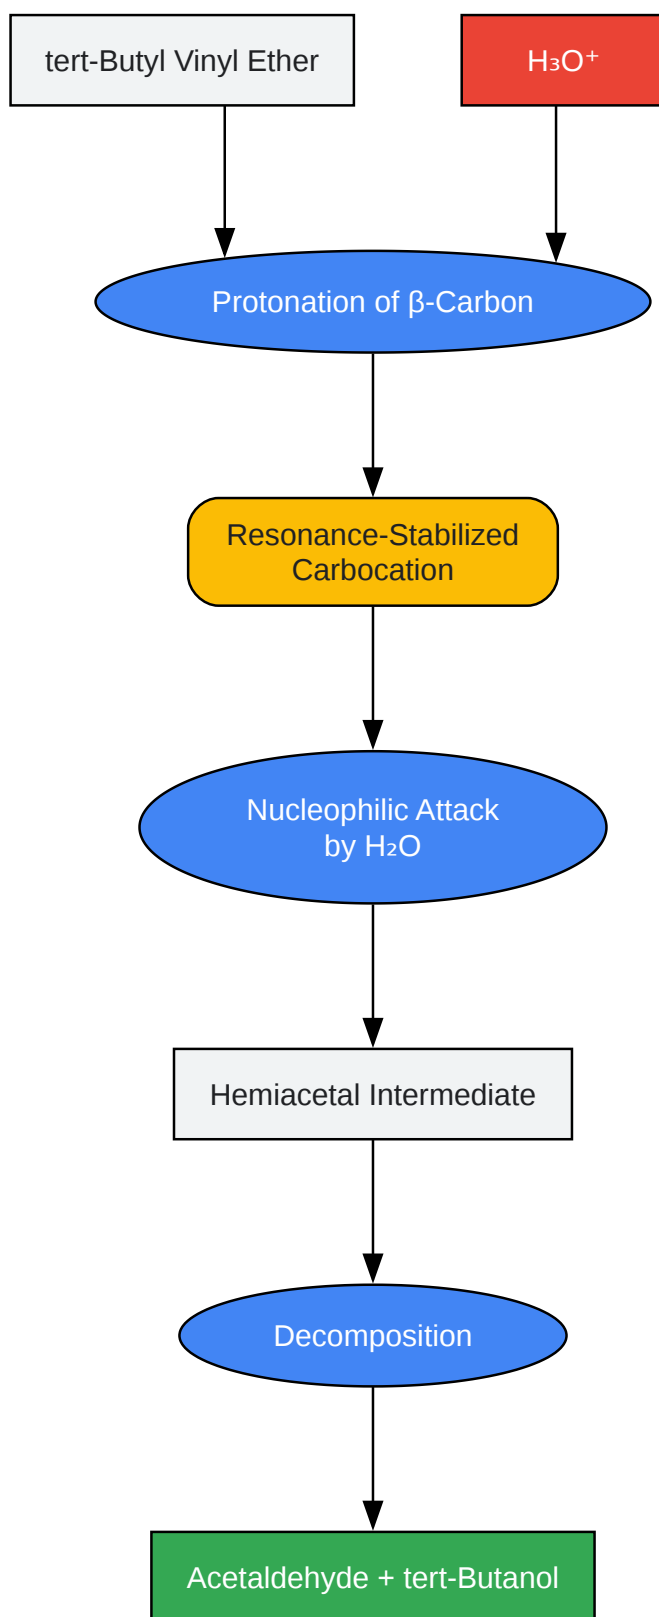 tert-Butyl Vinyl Ether
H₃O⁺
Protonation of β-Carbon
Resonance-Stabilized
Carbocation
Nucleophilic Attack
by H₂O
Hemiacetal Intermediate
Decomposition
Acetaldehyde + tert-Butanol